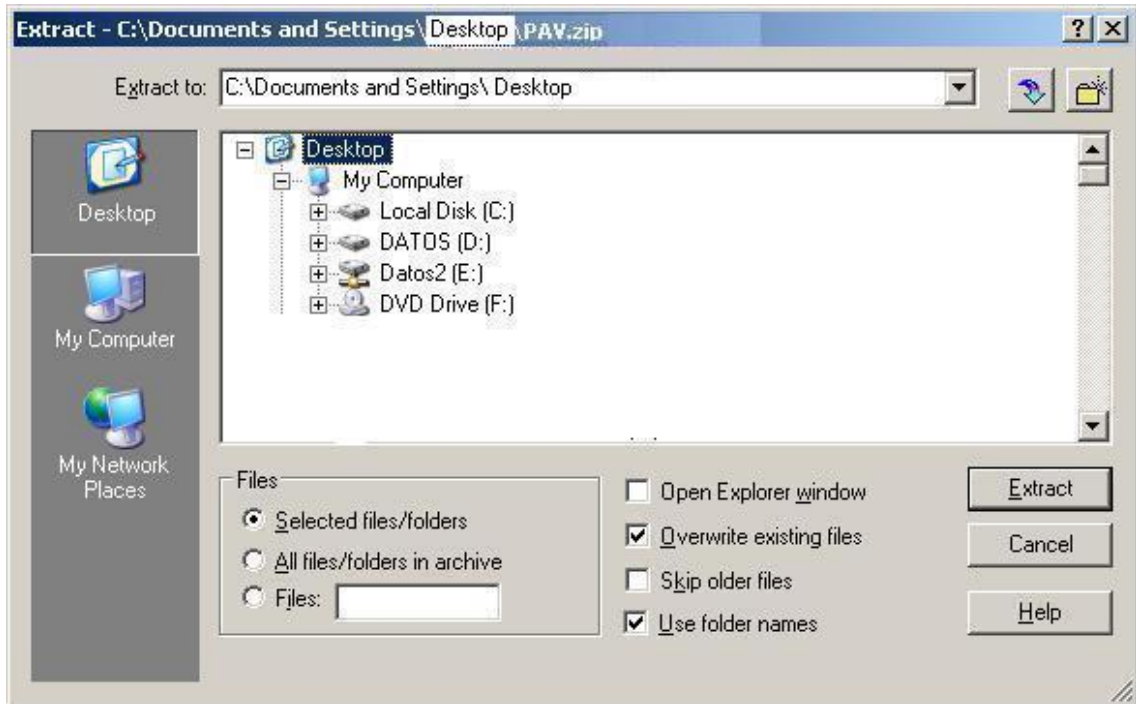 Extract - C:\Documents and Settings\ Desktop \PAV.zip
Extract to: C:\Documents and Settings\ Desktop
Desktop
My Computer
My Network
Places
Desktop
My Computer
Local Disk (C:)
DATOS (D:)
Datos2 (E:)
DVD Drive (F:)
Files
Selected files/folders
All files/folders in archive
Files:
Open Explorer window
Overwrite existing files
Skip older files
Use folder names
Extract
Cancel
Help